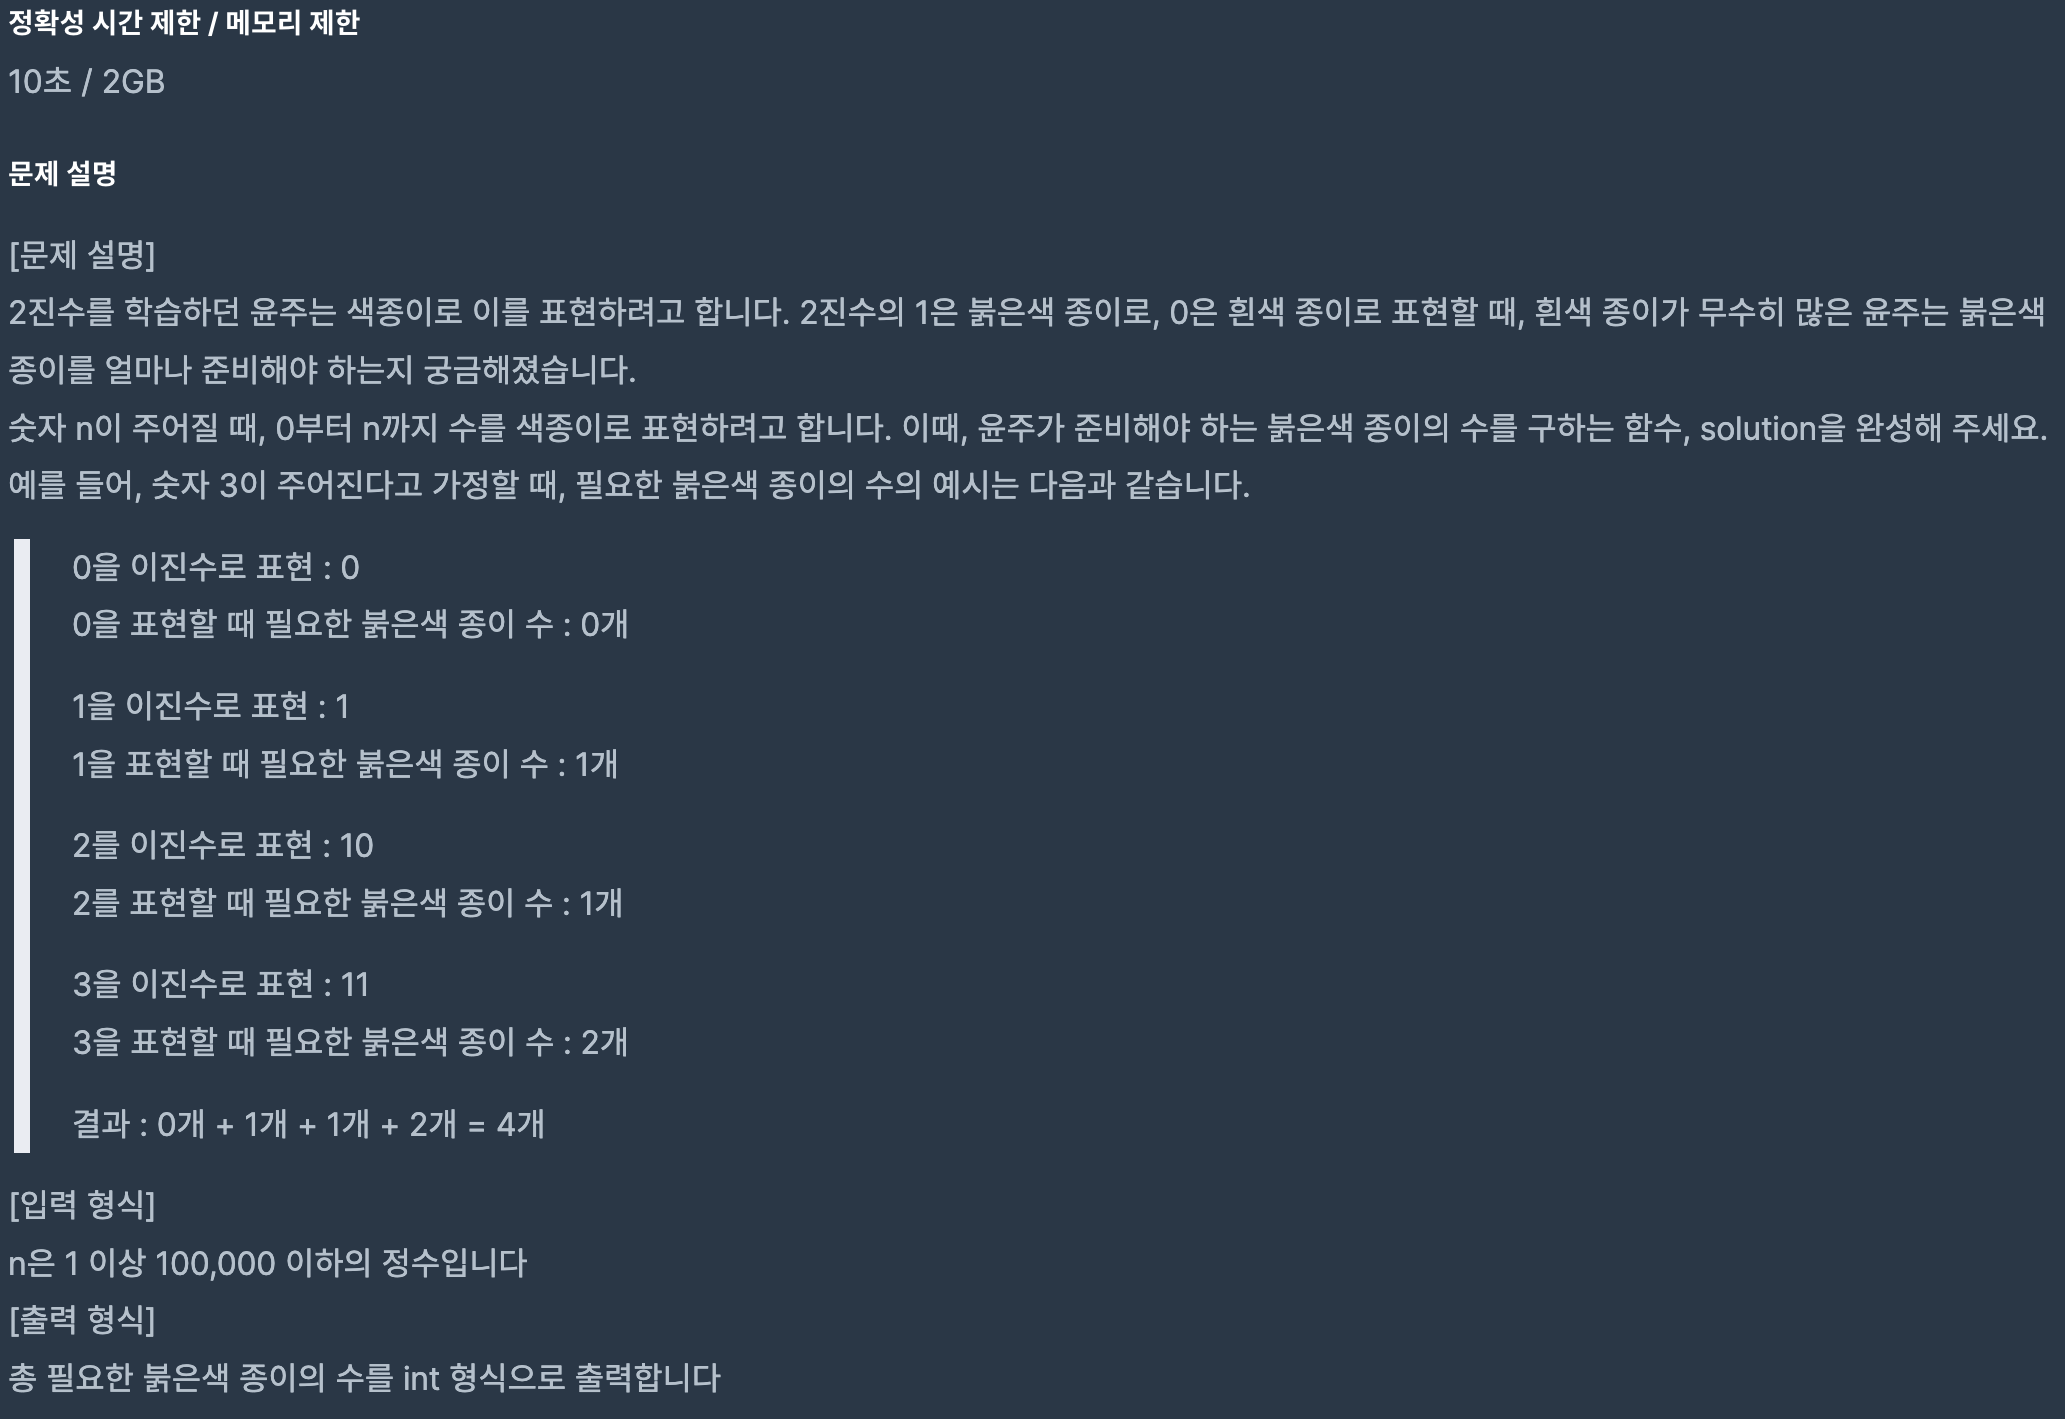 정확성 시간 제한 / 메모리 제한
10초 / 2GB
문제 설명
[문제 설명]
2진수를 학습하던 윤주는 색종이로 이를 표현하려고 합니다. 2진수의 1은 붉은색 종이로, 0은 흰색 종이로 표현할 때, 흰색 종이가 무수히 많은 윤주는 붉은색
종이를 얼마나 준비해야 하는지 궁금해졌습니다.
숫자 n이 주어질 때, 0부터 n까지 수를 색종이로 표현하려고 합니다. 이때, 윤주가 준비해야 하는 붉은색 종이의 수를 구하는 함수, solution을 완성해 주세요.
예를 들어, 숫자 3이 주어진다고 가정할 때, 필요한 붉은색 종이의 수의 예시는 다음과 같습니다.
0을 이진수로 표현 : 0
0을 표현할 때 필요한 붉은색 종이 수 : 0개
1을 이진수로 표현 : 1
1을 표현할 때 필요한 붉은색 종이 수 : 1개
2를 이진수로 표현 : 10
2를 표현할 때 필요한 붉은색 종이 수 : 1개
3을 이진수로 표현 : 11
3을 표현할 때 필요한 붉은색 종이 수 : 2개
결과 : 0개 + 1개 + 1개 + 2개 = 4개
[입력 형식]
n은 1 이상 100,000 이하의 정수입니다
[출력 형식]
총 필요한 붉은색 종이의 수를 int 형식으로 출력합니다